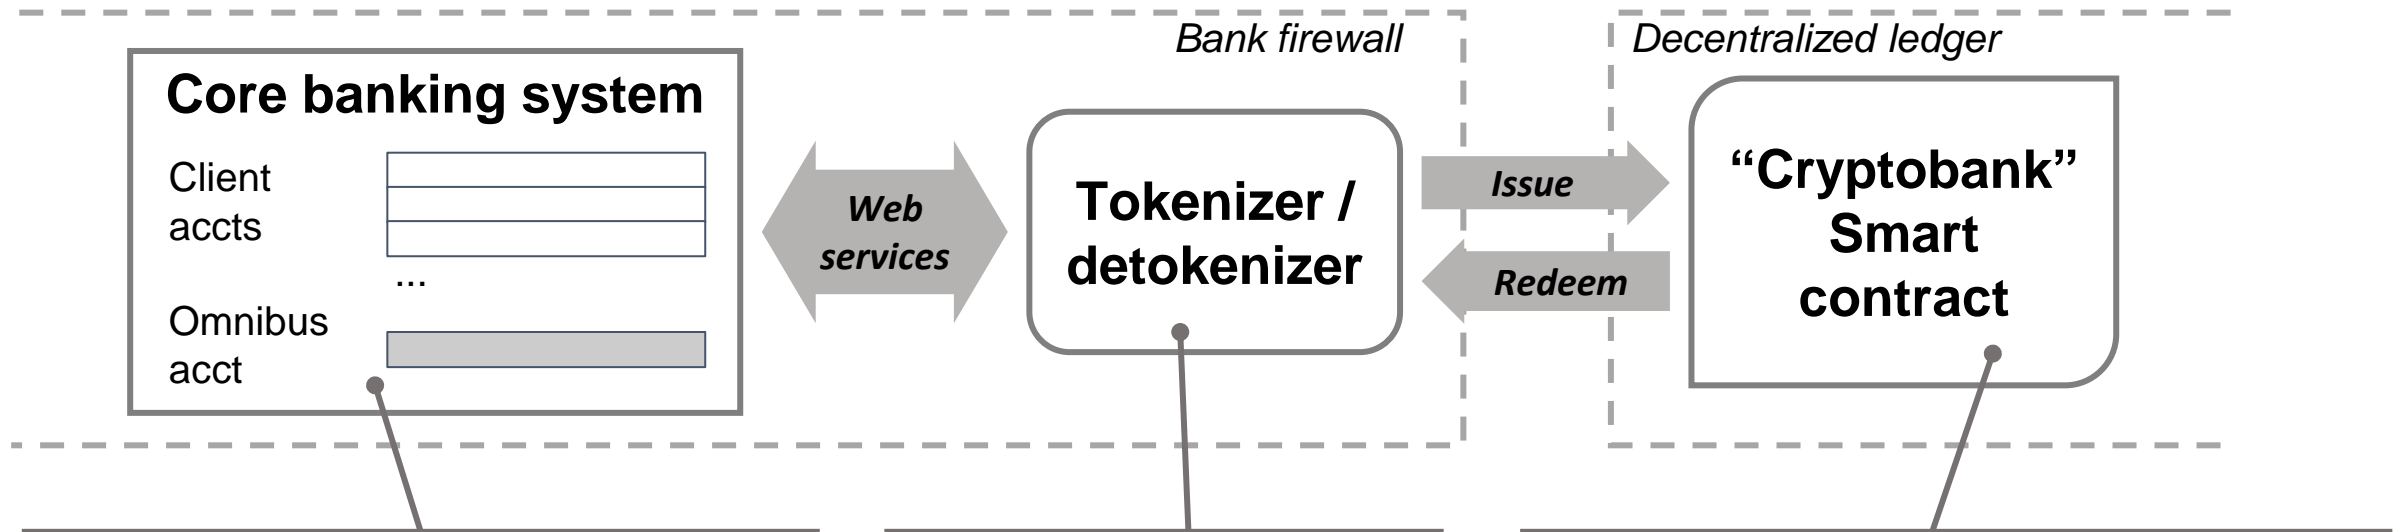 Bank firewall
Decentralized ledger
Core banking system
Client
accts
...
Omnibus
acct
Web
services
Tokenizer /
detokenizer
Issue
Redeem
“Cryptobank”
Smart
contract